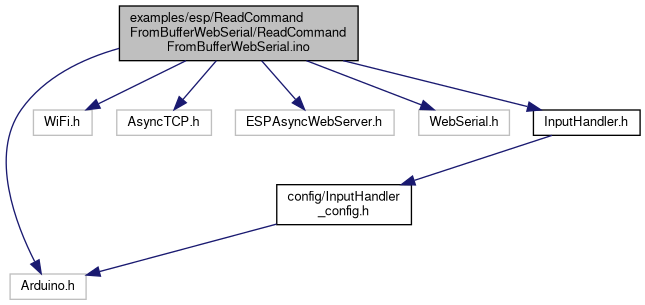 examples/esp/ReadCommand
FromBufferWebSerial/ReadCommand
FromBufferWebSerial.ino
WiFi.h
AsyncTCP.h
ESPAsyncWebServer.h
WebSerial.h
InputHandler.h
config/InputHandler
_config.h
Arduino.h